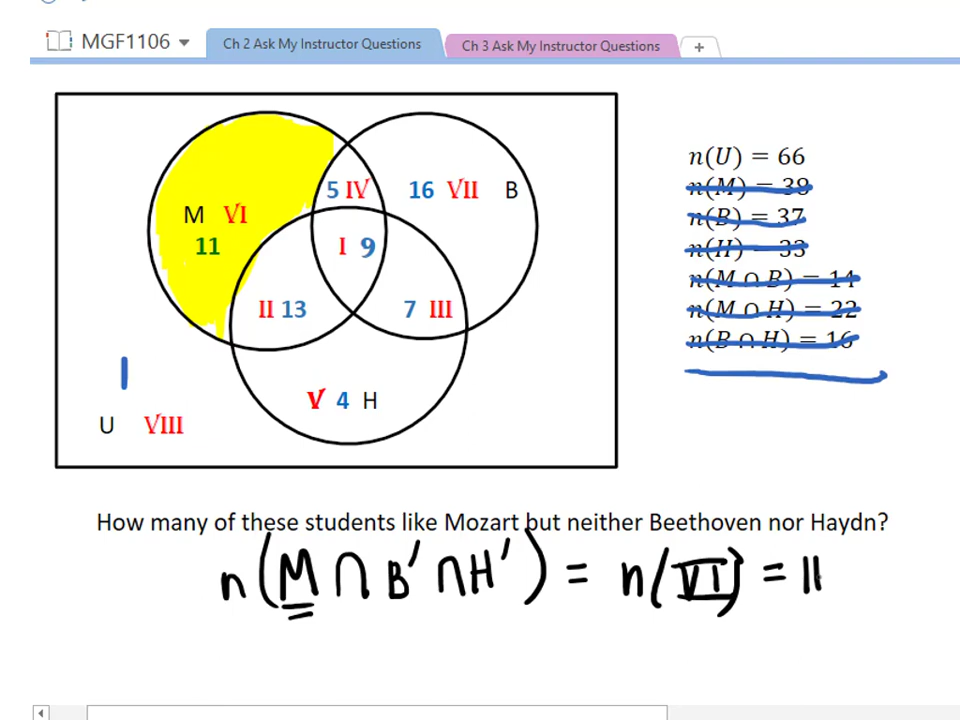 MGF1106 Ch 2 Ask My Instructor Questions Ch 3 Ask My Instructor Questions +
n(U) = 66
n(M) = 38
n(B) = 37
n(H) = 33
n(M ∩ B) = 14
n(M ∩ H) = 22
n(B ∩ H) = 16
5 IV 16 VII B
M VI
11
I 9
II 13 7 III
V 4 H
1
U VIII
How many of these students like Mozart but neither Beethoven nor Haydn?
n(M ∩ B' ∩ H') = n(VI) = 11